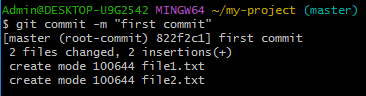 Admin@DESKTOP-U9G2542 MINGW64 ~/my-project (master)
$ git commit -m "first commit"
[master (root-commit) 822f2c1] first commit
 2 files changed, 2 insertions(+)
 create mode 100644 file1.txt
 create mode 100644 file2.txt